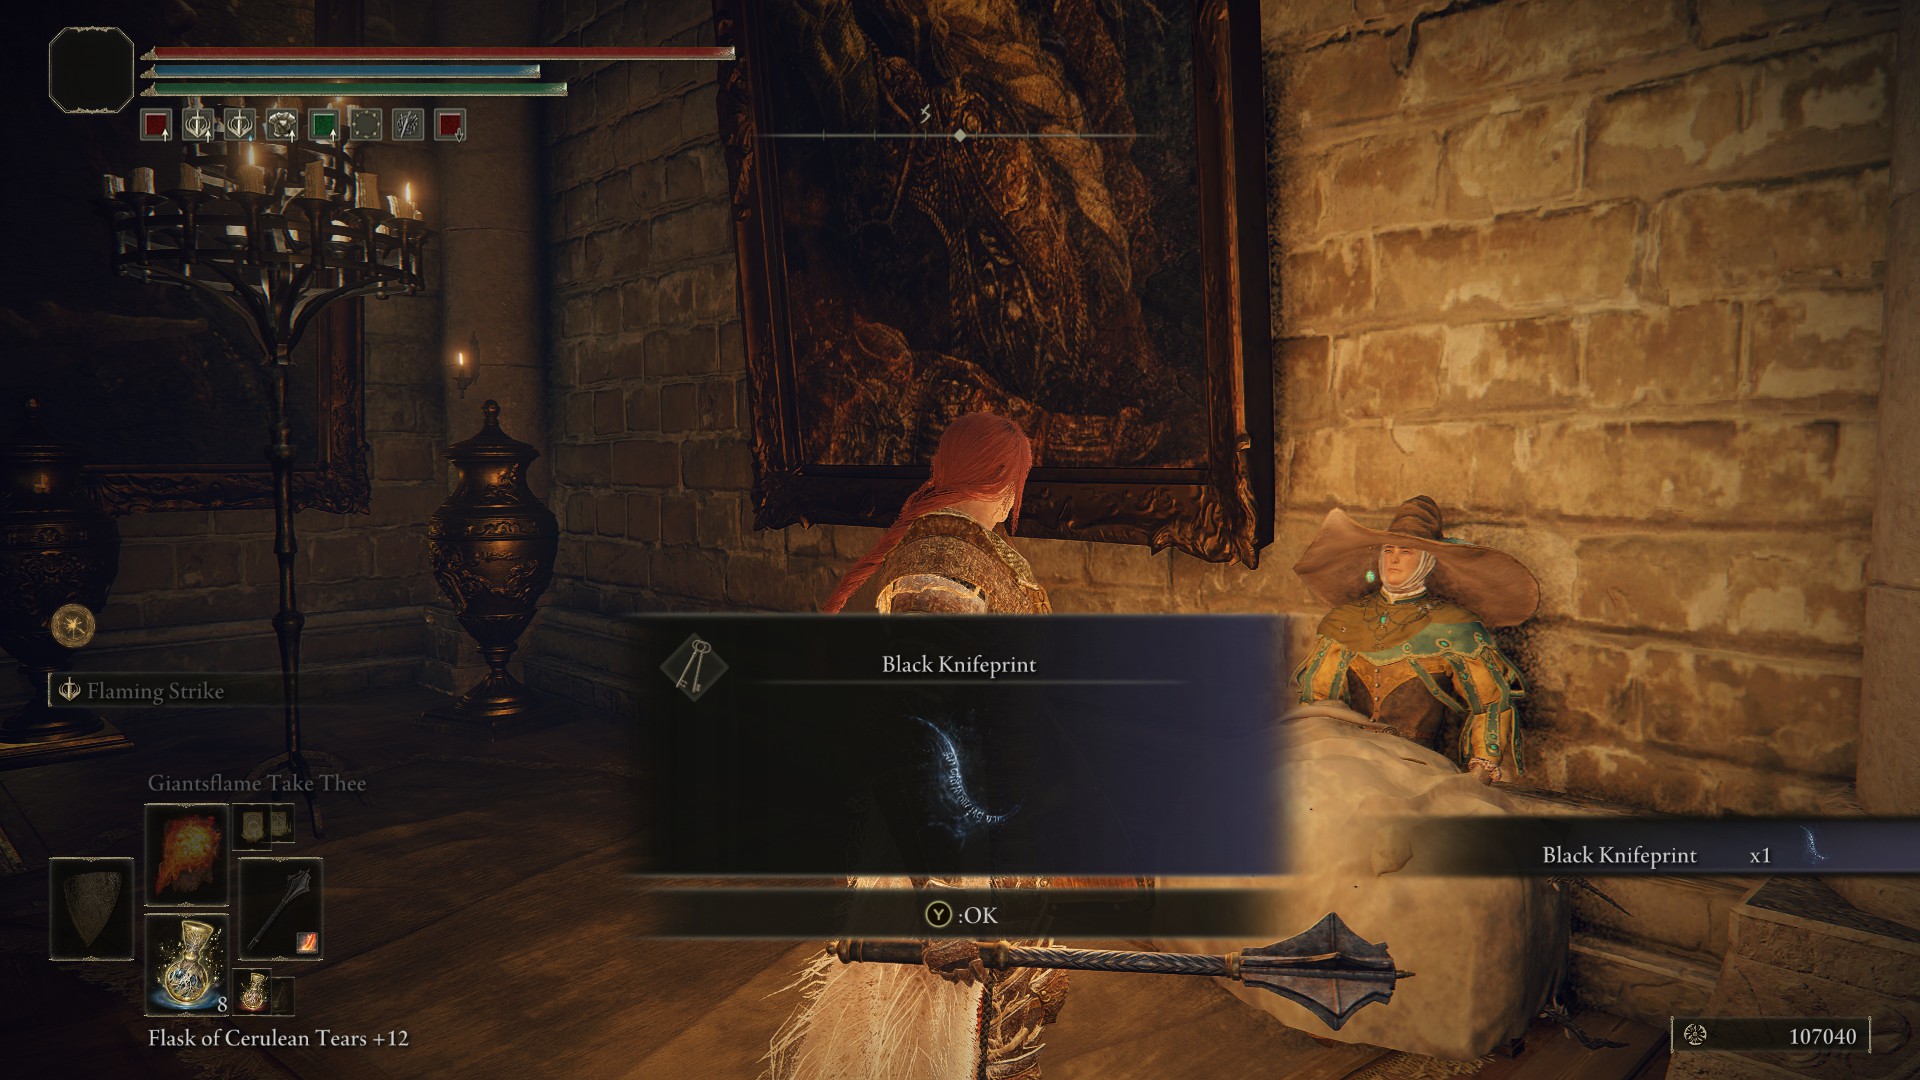 Flaming Strike
Black Knifeprint
Giantsflame Take Thee
Black Knifeprint x1
Y :OK
8
Flask of Cerulean Tears +12
107040